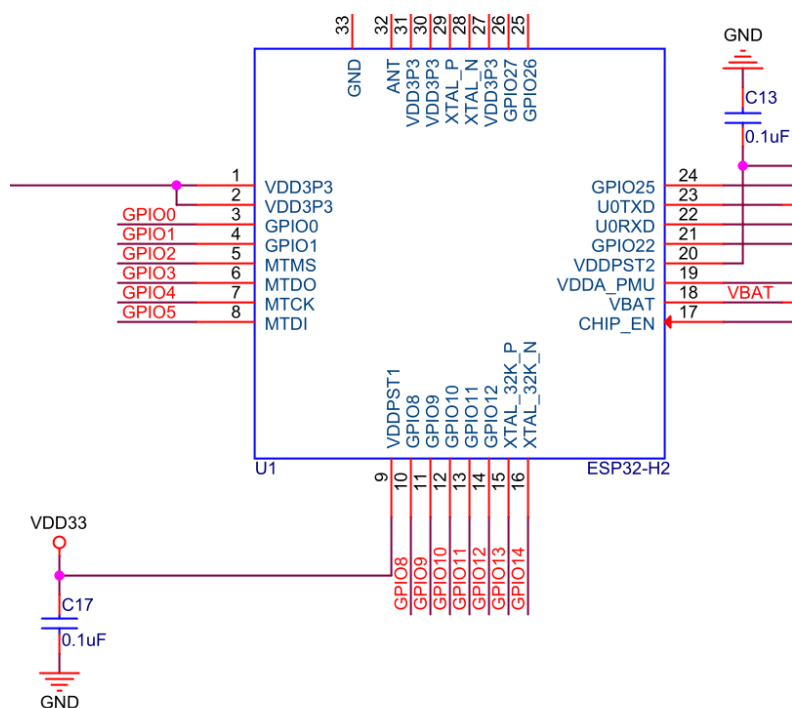 33
32
31
30
29
28
27
26
25
GND
ANT
VDD3P3
VDD3P3
XTAL_P
XTAL_N
VDD3P3
GPIO27
GPIO26
GND
C13
0.1uF
1 VDD3P3
2 VDD3P3
GPIO0 3 GPIO0
GPIO1 4 GPIO1
GPIO2 5 MTMS
GPIO3 6 MTDO
GPIO4 7 MTCK
GPIO5 8 MTDI
GPIO25 24
U0TXD 23
U0RXD 22
GPIO22 21
VDDPST2 20
VDDA_PMU 19
VBAT 18 VBAT
CHIP_EN 17
VDDPST1
GPIO8
GPIO9
GPIO10
GPIO11
GPIO12
XTAL_32K_P
XTAL_32K_N
U1
ESP32-H2
9
10
11
12
13
14
15
16
GPIO8
GPIO9
GPIO10
GPIO11
GPIO12
GPIO13
GPIO14
VDD33
C17
0.1uF
GND